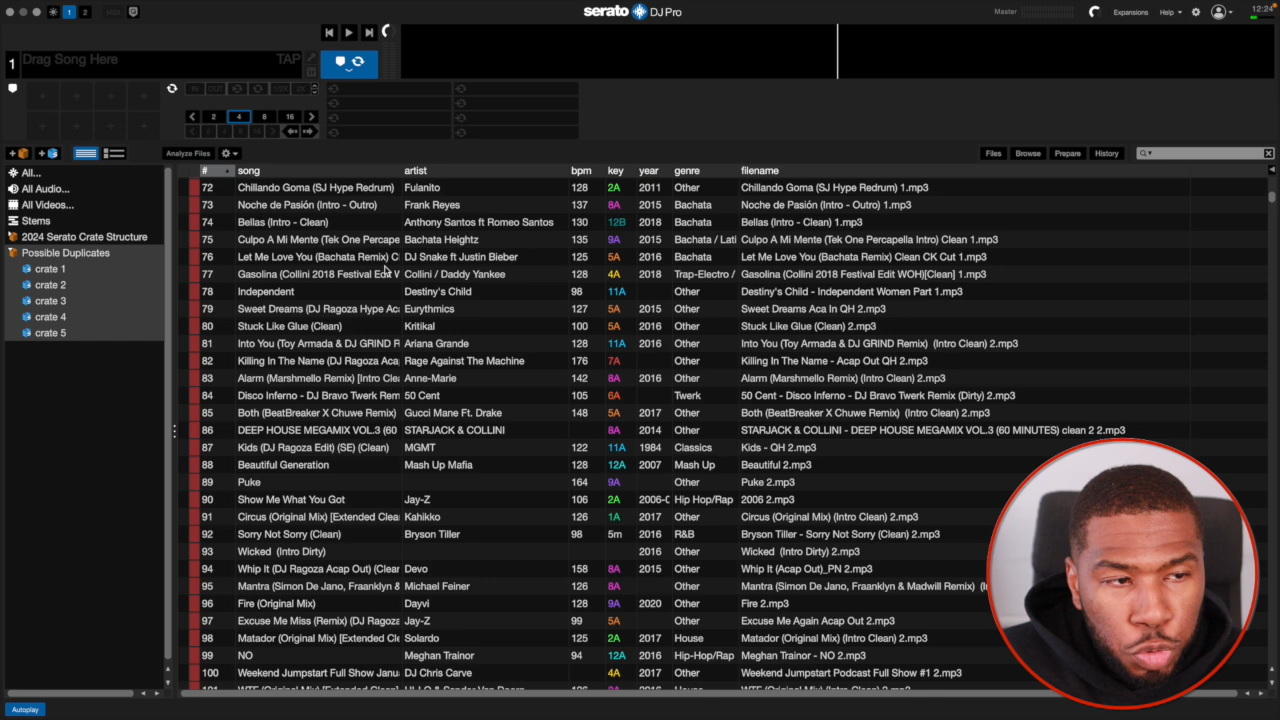 1 2 MIDI serato DJ Pro Master Expansions Help 12:24
1 Drag Song Here TAP
IN OUT 1/2X 2X
2 4 8 16
Analyze Files Files Browse Prepare History
All...
All Audio...
All Videos...
Stems
2024 Serato Crate Structure
Possible Duplicates
crate 1
crate 2
crate 3
crate 4
crate 5
# song artist bpm key year genre filename
72 Chillando Goma (SJ Hype Redrum) Fulanito 128 2A 2011 Other Chillando Goma (SJ Hype Redrum) 1.mp3
73 Noche de Pasión (Intro - Outro) Frank Reyes 137 8A 2015 Bachata Noche de Pasión (Intro - Outro) 1.mp3
74 Bellas (Intro - Clean) Anthony Santos ft Romeo Santos 130 12B 2018 Bachata Bellas (Intro - Clean) 1.mp3
75 Culpo A Mi Mente (Tek One Percape Bachata Heightz 135 9A 2015 Bachata / Lati Culpo A Mi Mente (Tek One Percapella Intro) Clean 1.mp3
76 Let Me Love You (Bachata Remix) C DJ Snake ft Justin Bieber 125 5A 2016 Bachata Let Me Love You (Bachata Remix) Clean CK Cut 1.mp3
77 Gasolina (Collini 2018 Festival Edit W Collini / Daddy Yankee 128 4A 2018 Trap-Electro / Gasolina (Collini 2018 Festival Edit WOH)[Clean] 1.mp3
78 Independent Destiny's Child 98 11A Other Destiny's Child - Independent Women Part 1.mp3
79 Sweet Dreams (DJ Ragoza Hype Aca Eurythmics 127 5A 2015 Other Sweet Dreams Aca In QH 2.mp3
80 Stuck Like Glue (Clean) Kritikal 100 5A 2016 Other Stuck Like Glue (Clean) 2.mp3
81 Into You (Toy Armada & DJ GRIND R Ariana Grande 128 11A 2016 Other Into You (Toy Armada & DJ GRIND Remix) (Intro Clean) 2.mp3
82 Killing In The Name (DJ Ragoza Acap Rage Against The Machine 176 7A Other Killing In The Name - Acap Out QH 2.mp3
83 Alarm (Marshmello Remix) [Intro Clea Anne-Marie 142 8A 2016 Other Alarm (Marshmello Remix) (Intro Clean) 2.mp3
84 Disco Inferno - DJ Bravo Twerk Rem 50 Cent 105 6A Twerk 50 Cent - Disco Inferno - DJ Bravo Twerk Remix (Dirty) 2.mp3
85 Both (BeatBreaker X Chuwe Remix) Gucci Mane Ft. Drake 148 5A 2017 Other Both (BeatBreaker X Chuwe Remix) (Intro Clean) 2.mp3
86 DEEP HOUSE MEGAMIX VOL.3 (60 STARJACK & COLLINI 8A 2014 Other STARJACK & COLLINI - DEEP HOUSE MEGAMIX VOL.3 (60 MINUTES) clean 2 2.mp3
87 Kids (DJ Ragoza Edit) (SE) (Clean) MGMT 122 11A 1984 Classics Kids - QH 2.mp3
88 Beautiful Generation Mash Up Mafia 128 12A 2007 Mash Up Beautiful 2.mp3
89 Puke 164 9A Other Puke 2.mp3
90 Show Me What You Got Jay-Z 106 2A 2006-0 Hip Hop/Rap 2006 2.mp3
91 Circus (Original Mix) [Extended Clea Kahikko 126 1A 2017 Other Circus (Original Mix) (Intro Clean) 2.mp3
92 Sorry Not Sorry (Clean) Bryson Tiller 98 5m 2016 R&B Bryson Tiller - Sorry Not Sorry (Clean) 2.mp3
93 Wicked (Intro Dirty) 2016 Other Wicked (Intro Dirty) 2.mp3
94 Whip It (DJ Ragoza Acap Out) (Clean Devo 158 8A 2015 Other Whip It (Acap Out)_PN 2.mp3
95 Mantra (Simon De Jano, Fraanklyn & Michael Feiner 126 8A Other Mantra (Simon De Jano, Fraanklyn & Madwill Remix) (
96 Fire (Original Mix) Dayvi 128 9A 2020 Other Fire 2.mp3
97 Excuse Me Miss (Remix) (DJ Ragoza Jay-Z 99 5A Other Excuse Me Again Acap Out 2.mp3
98 Matador (Original Mix) [Extended Cle Solardo 125 2A 2017 House Matador (Original Mix) (Intro Clean) 2.mp3
99 NO Meghan Trainor 94 12A 2016 Hip-Hop/Rap Meghan Trainor - NO 2.mp3
100 Weekend Jumpstart Full Show Janu DJ Chris Carve 4A 2017 Other Weekend Jumpstart Podcast Full Show #1 2.mp3
Autoplay